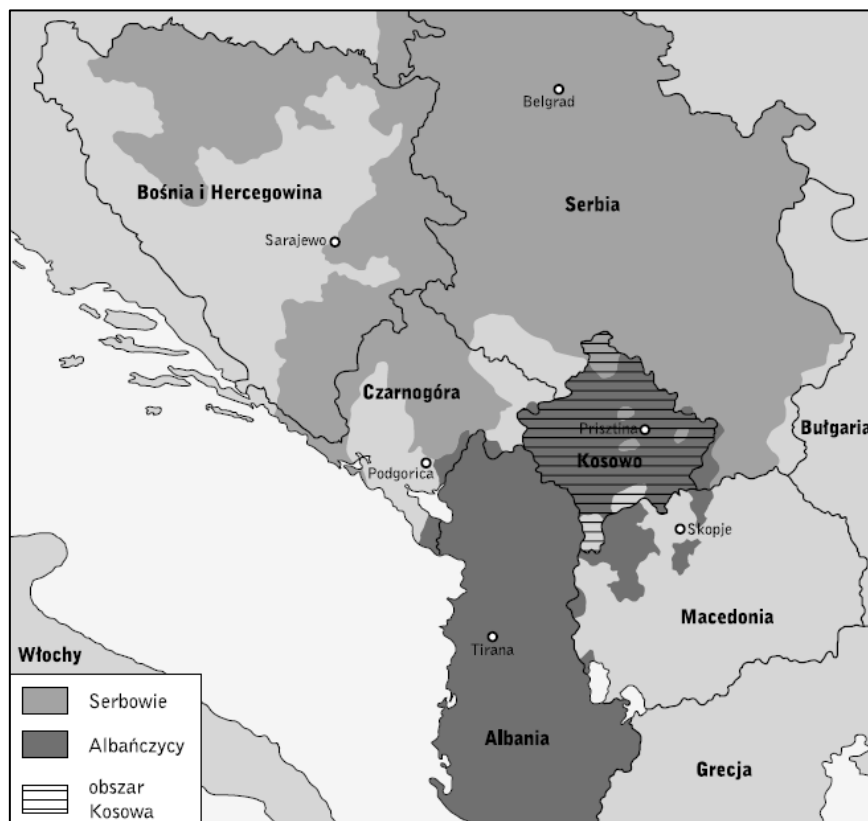 Belgrad
Bośnia i Hercegowina
Serbia
Sarajewo
Czarnogóra
Prisztina
Bułgaria
Kosowo
Podgorica
Skopje
Macedonia
Tirana
Włochy
Serbowie
Albańczycy
Albania
Grecja
obszar
Kosowa